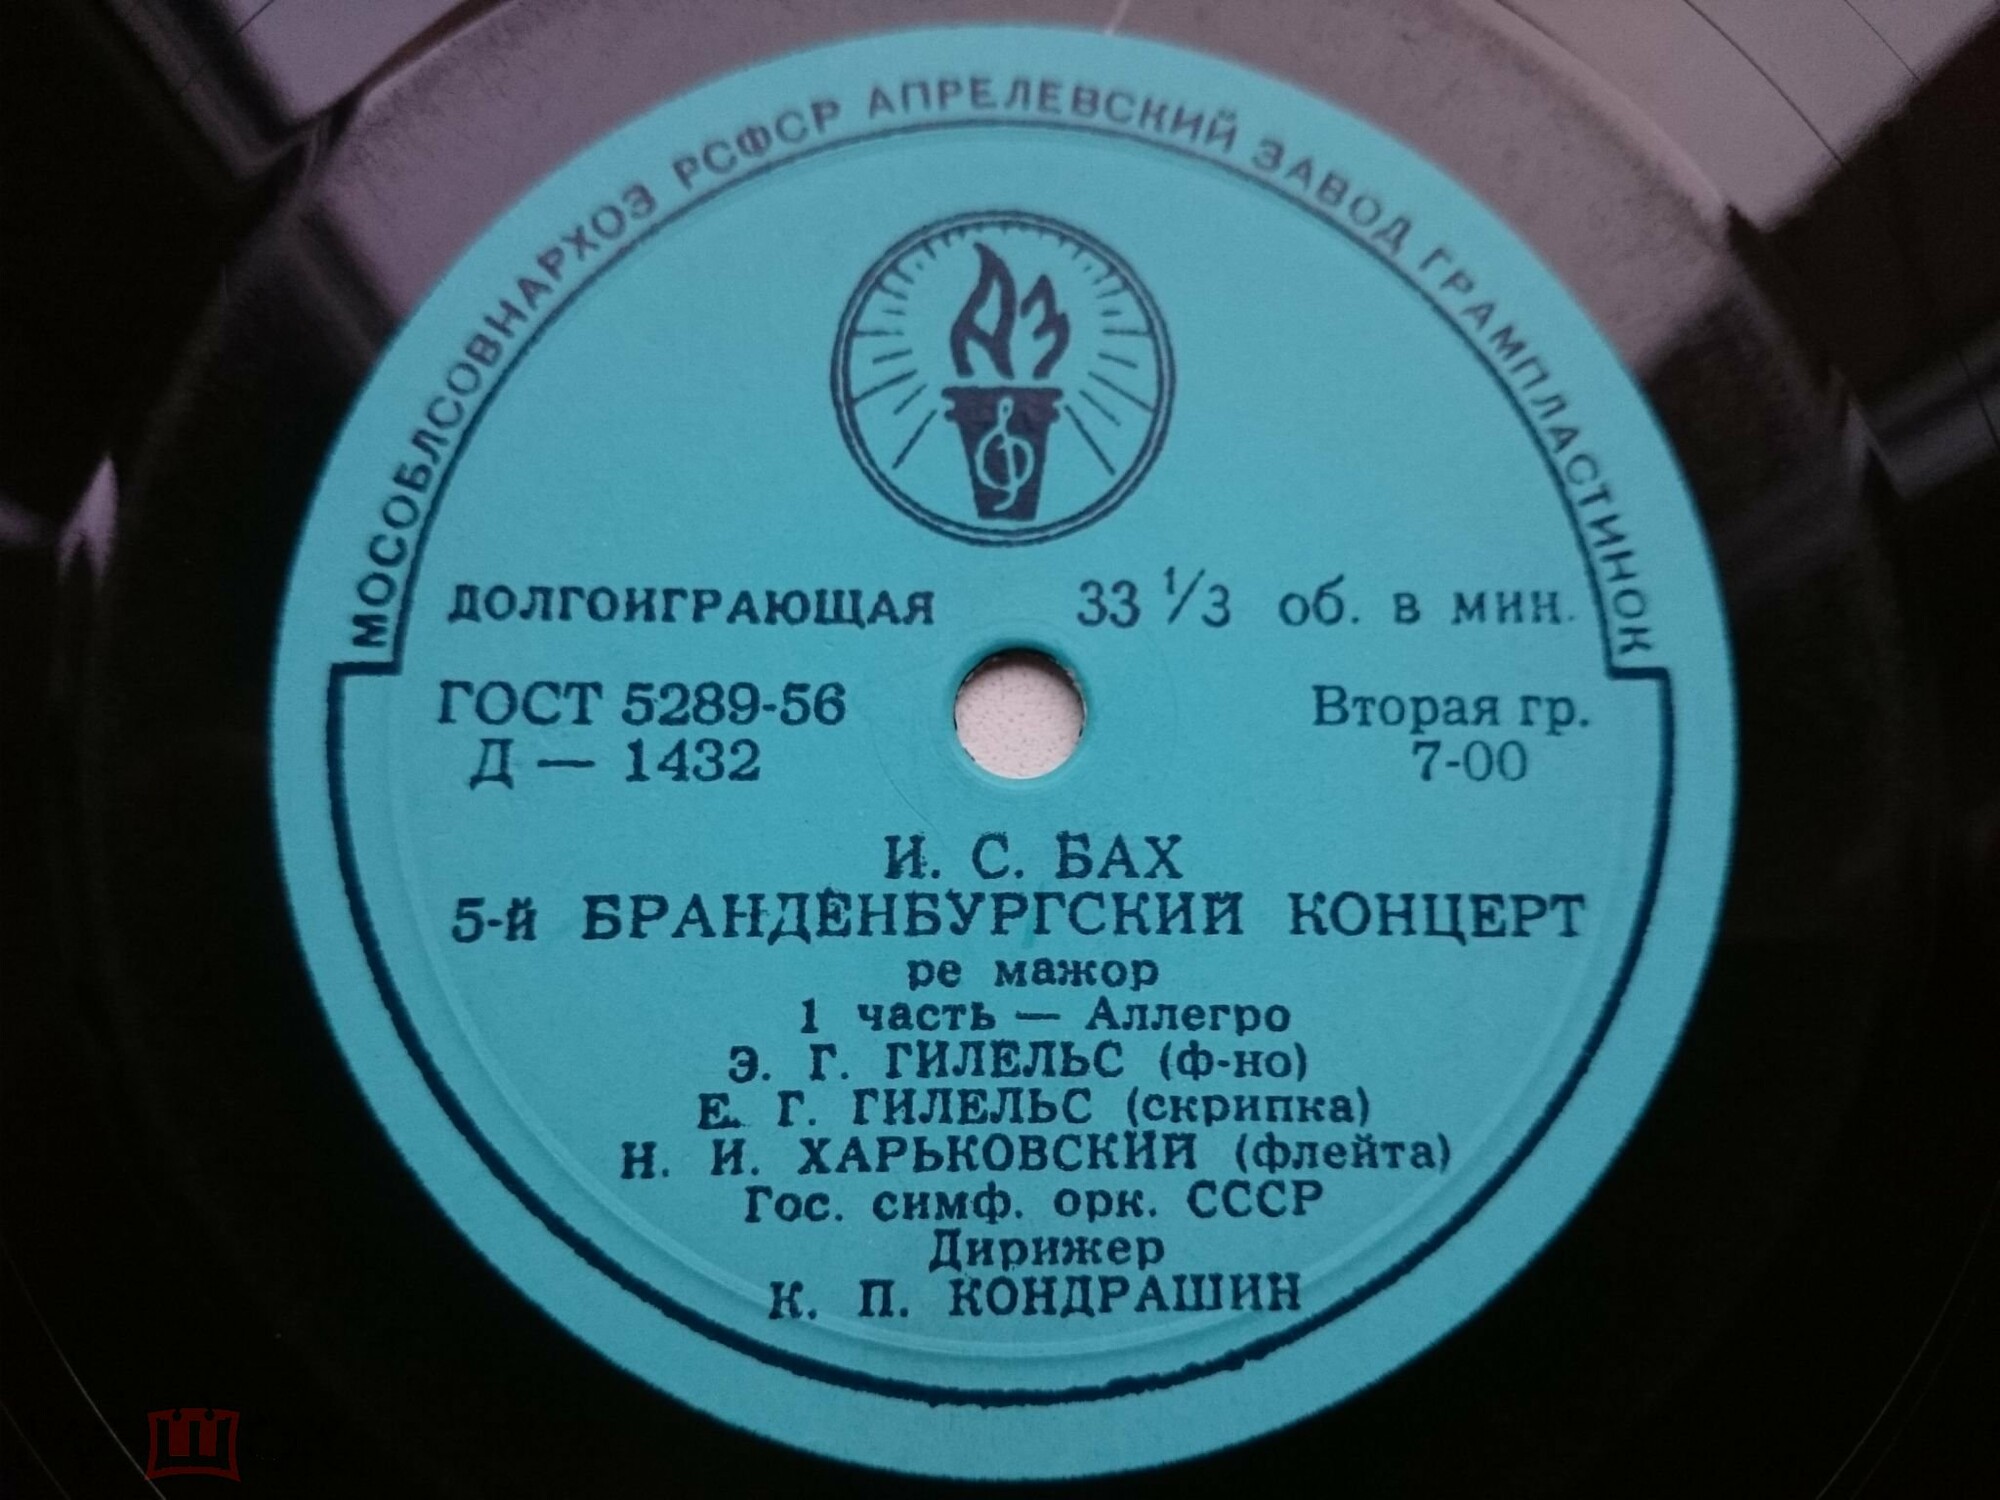 МОСОБЛСОВНАРХОЗ РСФСР АПРЕЛЕВСКИЙ ЗАВОД ГРАМПЛАСТИНОК
АЗ
ДОЛГОИГРАЮЩАЯ 33 1/3 об. в мин.
ГОСТ 5289-56 Вторая гр.
Д — 1432 7-00
И. С. БАХ
5-й БРАНДЕНБУРГСКИЙ КОНЦЕРТ
ре мажор
1 часть — Аллегро
Э. Г. ГИЛЕЛЬС (ф-но)
Е. Г. ГИЛЕЛЬС (скрипка)
Н. И. ХАРЬКОВСКИЙ (флейта)
Гос. симф. орк. СССР
Дирижер
К. П. КОНДРАШИН